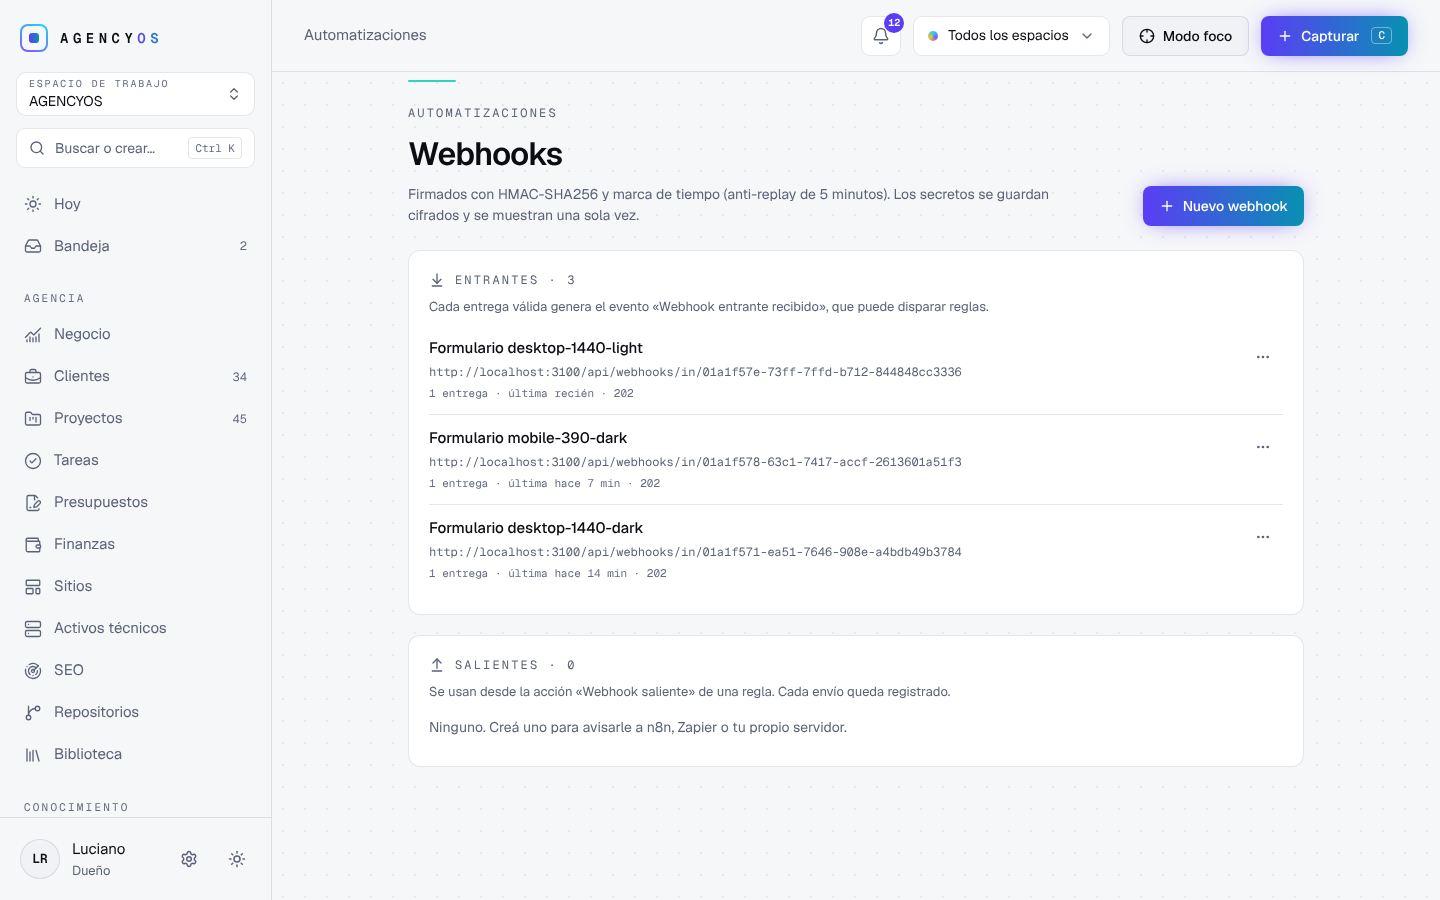 AGENCYOS
ESPACIO DE TRABAJO
AGENCYOS
Buscar o crear...
Ctrl K
Hoy
Bandeja
2
AGENCIA
Negocio
Clientes
34
Proyectos
45
Tareas
Presupuestos
Finanzas
Sitios
Activos técnicos
SEO
Repositorios
Biblioteca
CONOCIMIENTO
LR
Luciano
Dueño
Automatizaciones
12
Todos los espacios
Modo foco
Capturar
C
AUTOMATIZACIONES
Webhooks
Firmados con HMAC-SHA256 y marca de tiempo (anti-replay de 5 minutos). Los secretos se guardan
cifrados y se muestran una sola vez.
Nuevo webhook
ENTRANTES · 3
Cada entrega válida genera el evento «Webhook entrante recibido», que puede disparar reglas.
Formulario desktop-1440-light
http://localhost:3100/api/webhooks/in/01a1f57e-73ff-7ffd-b712-844848cc3336
1 entrega · última recién · 202
Formulario mobile-390-dark
http://localhost:3100/api/webhooks/in/01a1f578-63c1-7417-accf-2613601a51f3
1 entrega · última hace 7 min · 202
Formulario desktop-1440-dark
http://localhost:3100/api/webhooks/in/01a1f571-ea51-7646-908e-a4bdb49b3784
1 entrega · última hace 14 min · 202
SALIENTES · 0
Se usan desde la acción «Webhook saliente» de una regla. Cada envío queda registrado.
Ninguno. Creá uno para avisarle a n8n, Zapier o tu propio servidor.